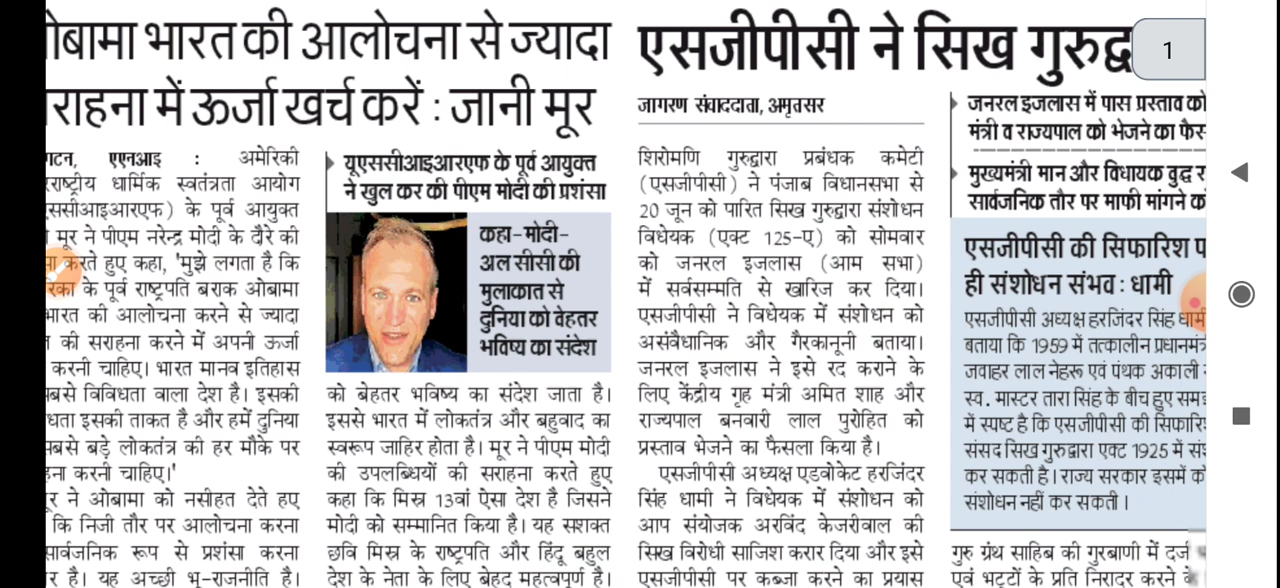 ओबामा भारत की आलोचना से ज्यादा
सराहना में ऊर्जा खर्च करें : जानी मूर
एएनआइ : अमेरिकी
धार्मिक स्वतंत्रता आयोग
के पूर्व आयुक्त
मूर ने पीएम नरेन्द्र मोदी के दौरे की
करते हुए कहा, 'मुझे लगता है कि
के पूर्व राष्ट्रपति बराक ओबामा
भारत की आलोचना करने से ज्यादा
की सराहना करने में अपनी ऊर्जा
करनी चाहिए। भारत मानव इतिहास
विविधता वाला देश है। इसकी
इसकी ताकत है और हमें दुनिया
बड़े लोकतंत्र की हर मौके पर
करनी चाहिए।'
ने ओबामा को नसीहत देते हुए
कि निजी तौर पर आलोचना करना
सार्वजनिक रूप से प्रशंसा करना
है। यह अच्छी भू-राजनीति है।
यूएससीआइआरएफ के पूर्व आयुक्त
ने खुल कर की पीएम मोदी की प्रशंसा
कहा-मोदी-
अल सीसी की
मुलाकात से
दुनिया को वेहतर
भविष्य का संदेश
को बेहतर भविष्य का संदेश जाता है।
इससे भारत में लोकतंत्र और बहुवाद का
स्वरूप जाहिर होता है। मूर ने पीएम मोदी
की उपलब्धियों की सराहना करते हुए
कहा कि मिस्र 13वां ऐसा देश है जिसने
मोदी को सम्मानित किया है। यह सशक्त
छवि मिस्र के राष्ट्रपति और हिंदू बहुल
देश के नेता के लिए बेहद महत्वपूर्ण है।
एसजीपीसी ने सिख गुरुद्व
1
जागरण संवाददाता, अमृतसर
शिरोमणि गुरुद्वारा प्रबंधक कमेटी
(एसजीपीसी) ने पंजाब विधानसभा से
20 जून को पारित सिख गुरुद्वारा संशोधन
विधेयक (एक्ट 125-ए) को सोमवार
को जनरल इजलास (आम सभा)
में सर्वसम्मति से खारिज कर दिया।
एसजीपीसी ने विधेयक में संशोधन को
असंवैधानिक और गैरकानूनी बताया।
जनरल इजलास ने इसे रद कराने के
लिए केंद्रीय गृह मंत्री अमित शाह और
राज्यपाल बनवारी लाल पुरोहित को
प्रस्ताव भेजने का फैसला किया है।
एसजीपीसी अध्यक्ष एडवोकेट हरजिंदर
सिंह धामी ने विधेयक में संशोधन को
आप संयोजक अरविंद केजरीवाल की
सिख विरोधी साजिश करार दिया और इसे
एसजीपीसी पर कब्जा करने का प्रयास
जनरल इजलास में पास प्रस्ताव को
मंत्री व राज्यपाल को भेजने का फैस
मुख्यमंत्री मान और विधायक वुद्ध
सार्वजनिक तौर पर माफी मांगने क
एसजीपीसी की सिफारिश प
ही संशोधन संभव : धामी
एसजीपीसी अध्यक्ष हरजिंदर सिंह धामी
बताया कि 1959 में तत्कालीन प्रधानमंत्र
जवाहर लाल नेहरू एवं पंथक अकाली
स्व. मास्टर तारा सिंह के बीच हुए सम
में स्पष्ट है कि एसजीपीसी की सिफारि
संसद सिख गुरुद्वारा एक्ट 1925 में सं
कर सकती है। राज्य सरकार इसमें को
संशोधन नहीं कर सकती।
गुरु ग्रंथ साहिब की गुरबाणी में दर्ज
एवं भट्टों के प्रति निरादर करने के